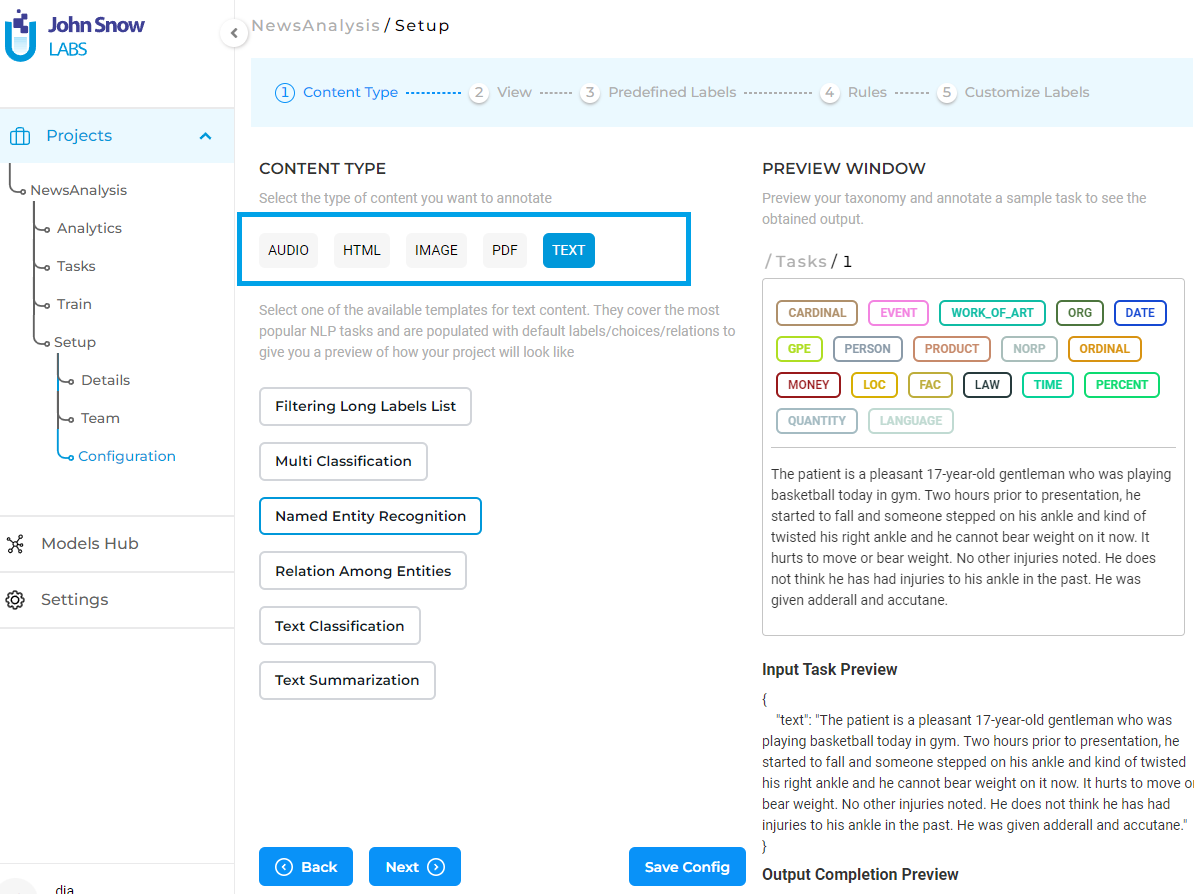 John Snow
LABS
NewsAnalysis / Setup
1 Content Type 2 View 3 Predefined Labels 4 Rules 5 Customize Labels
Projects
NewsAnalysis
Analytics
Tasks
Train
Setup
Details
Team
Configuration
Models Hub
Settings
dia
CONTENT TYPE
Select the type of content you want to annotate
AUDIO HTML IMAGE PDF TEXT
Select one of the available templates for text content. They cover the most
popular NLP tasks and are populated with default labels/choices/relations to
give you a preview of how your project will look like
Filtering Long Labels List
Multi Classification
Named Entity Recognition
Relation Among Entities
Text Classification
Text Summarization
Back Next Save Config
PREVIEW WINDOW
Preview your taxonomy and annotate a sample task to see the
obtained output.
/ Tasks / 1
CARDINAL EVENT WORK_OF_ART ORG DATE
GPE PERSON PRODUCT NORP ORDINAL
MONEY LOC FAC LAW TIME PERCENT
QUANTITY LANGUAGE
The patient is a pleasant 17-year-old gentleman who was playing
basketball today in gym. Two hours prior to presentation, he
started to fall and someone stepped on his ankle and kind of
twisted his right ankle and he cannot bear weight on it now. It
hurts to move or bear weight. No other injuries noted. He does
not think he has had injuries to his ankle in the past. He was
given adderall and accutane.
Input Task Preview
{
"text": "The patient is a pleasant 17-year-old gentleman who was
playing basketball today in gym. Two hours prior to presentation, he
started to fall and someone stepped on his ankle and kind of twisted
his right ankle and he cannot bear weight on it now. It hurts to move or
bear weight. No other injuries noted. He does not think he has had
injuries to his ankle in the past. He was given adderall and accutane."
}
Output Completion Preview